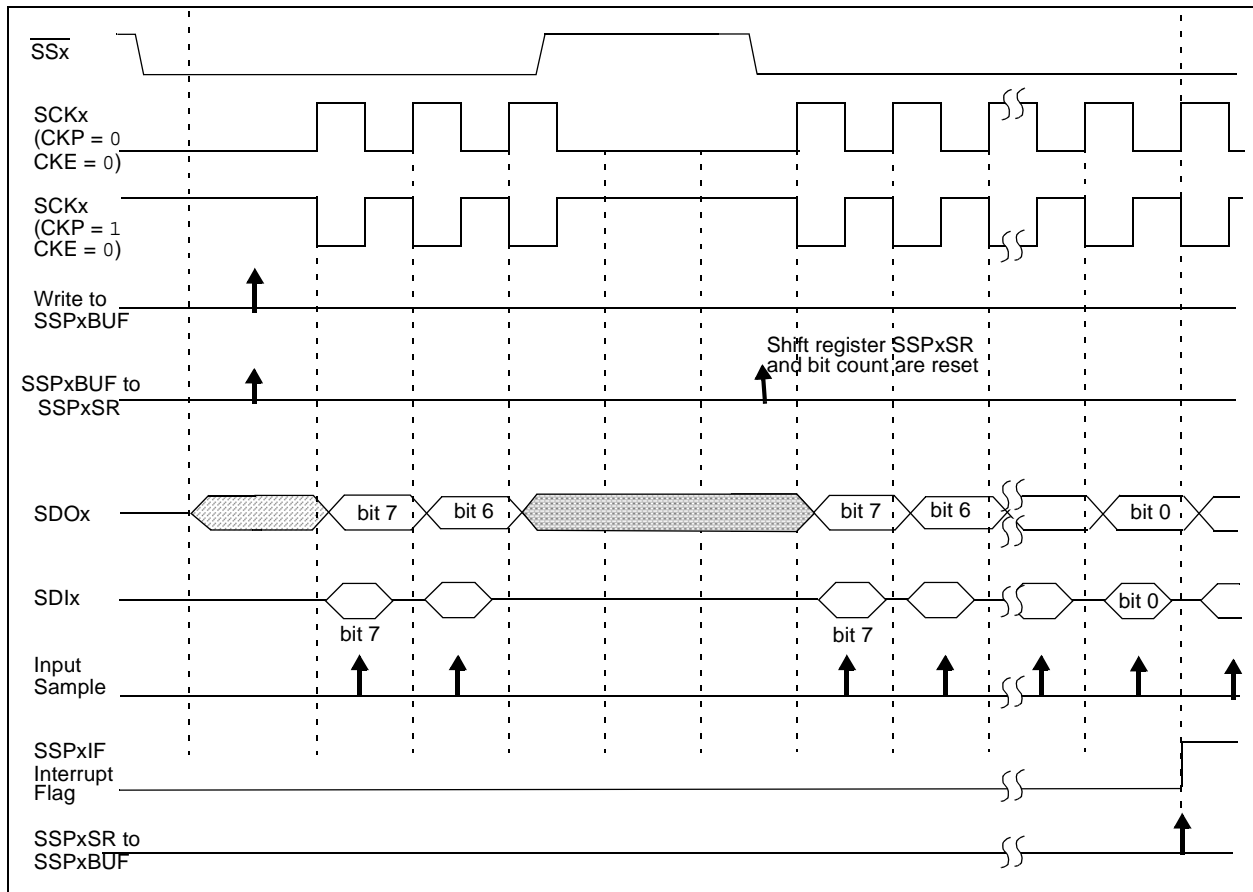 SSx
SCKx
(CKP = 0
CKE = 0)
SCKx
(CKP = 1
CKE = 0)
Write to
SSPxBUF
Shift register SSPxSR
and bit count are reset
SSPxBUF to
SSPxSR
SDOx
bit 7
bit 6
bit 7
bit 6
bit 0
SDIx
bit 0
bit 7
bit 7
Input
Sample
SSPxIF
Interrupt
Flag
SSPxSR to
SSPxBUF